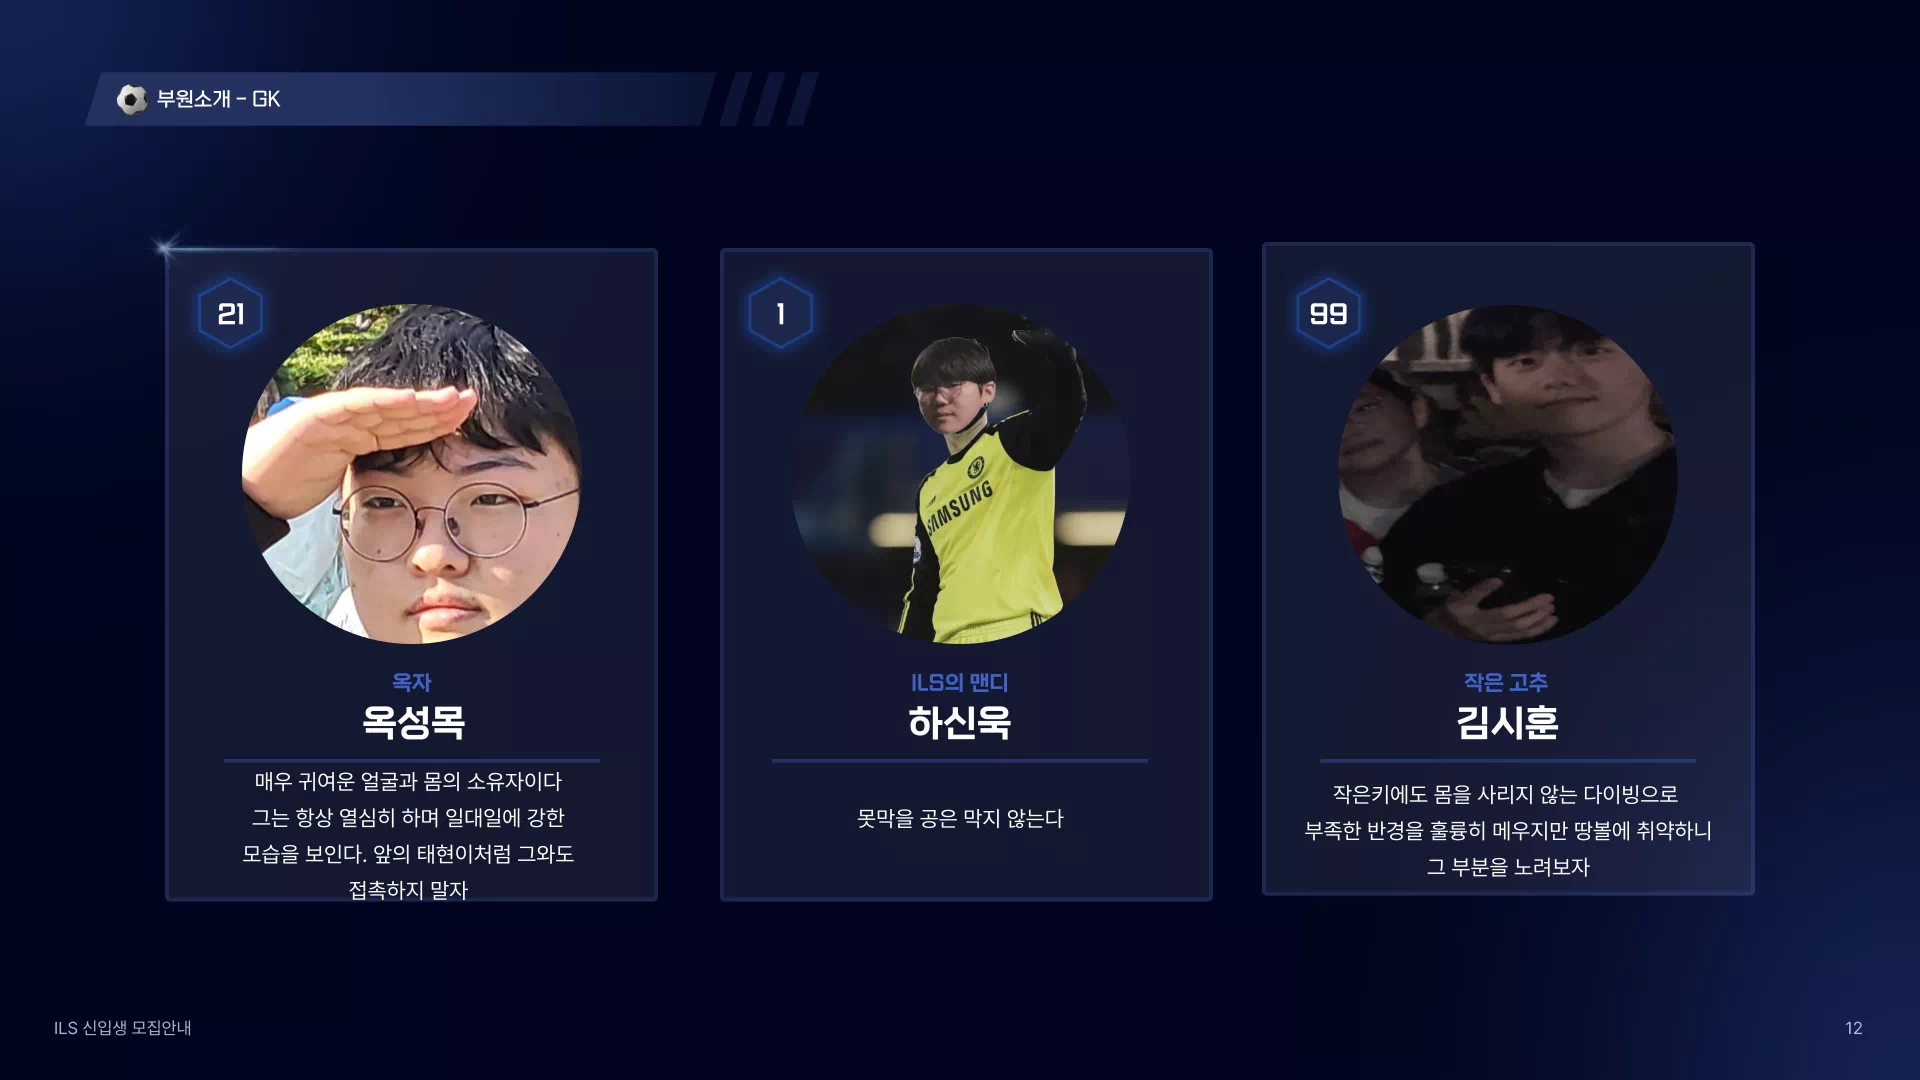 부원소개 - GK
21
옥자
옥성목
매우 귀여운 얼굴과 몸의 소유자이다
그는 항상 열심히 하며 일대일에 강한
모습을 보인다. 앞의 태현이처럼 그와도
접촉하지 말자
1
SAMSUNG
ILS의 맨디
하신욱
못막을 공은 막지 않는다
99
작은 고추
김시훈
작은키에도 몸을 사리지 않는 다이빙으로
부족한 반경을 훌륭히 메우지만 땅볼에 취약하니
그 부분을 노려보자
ILS 신입생 모집안내
12